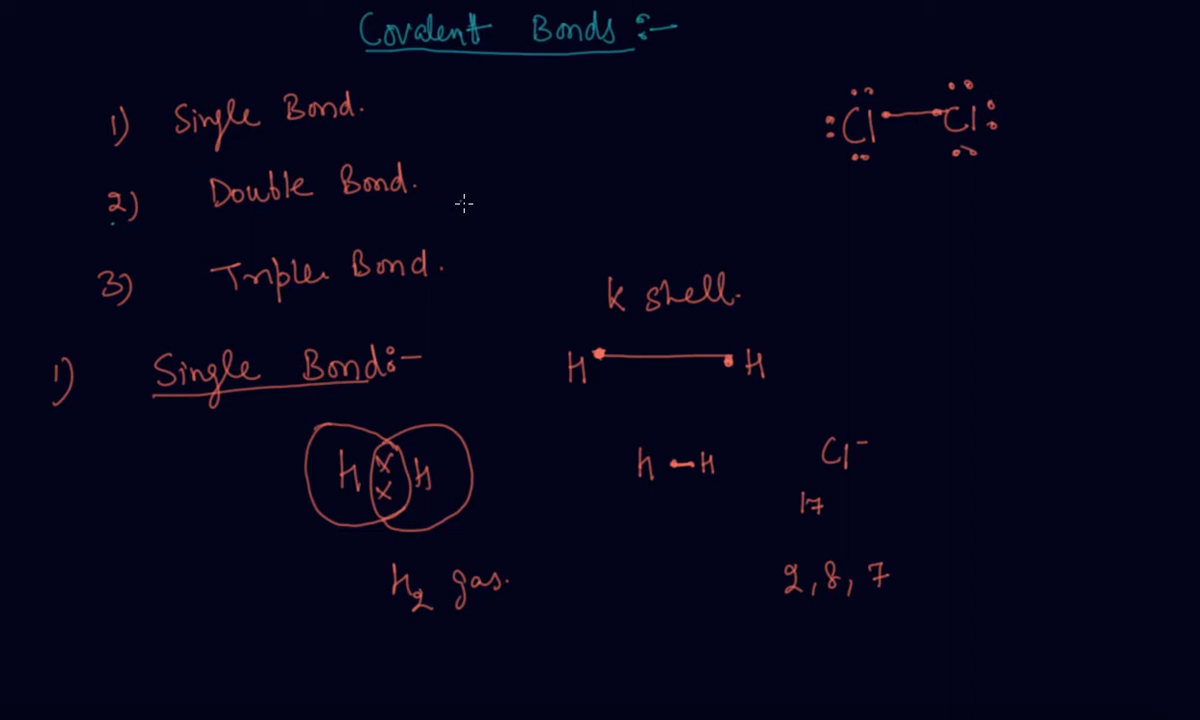 Covalent Bonds :-
1) Single Bond.
:Cl—Cl:
2) Double Bond.
3) Triple Bond.
K shell.
1) Single Bond:-
H—H
H xx H
H—H
Cl-
17
H2 gas.
2, 8, 7